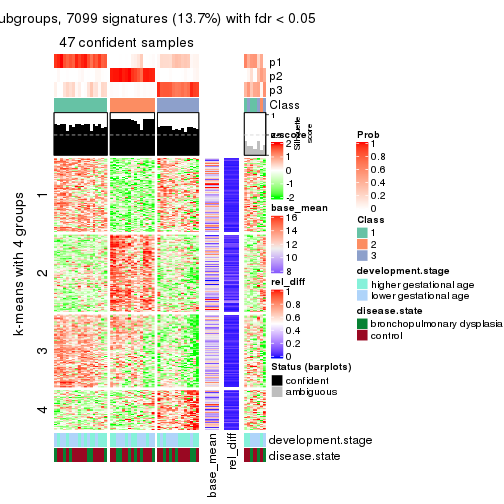 ubgroups, 7099 signatures (13.7%) with fdr < 0.05
47 confident samples
p1
p2
p3
Class
1
Silhouette
score
k-means with 4 groups
1
2
3
4
z-score
2
1
0
-1
-2
base_mean
16
14
12
10
8
rel_diff
1
0.8
0.6
0.4
0.2
0
Status (barplots)
confident
ambiguous
Prob
1
0.8
0.6
0.4
0.2
0
Class
1
2
3
development.stage
higher gestational age
lower gestational age
disease.state
bronchopulmonary dysplasia
control
development.stage
disease.state
base_mean
rel_diff